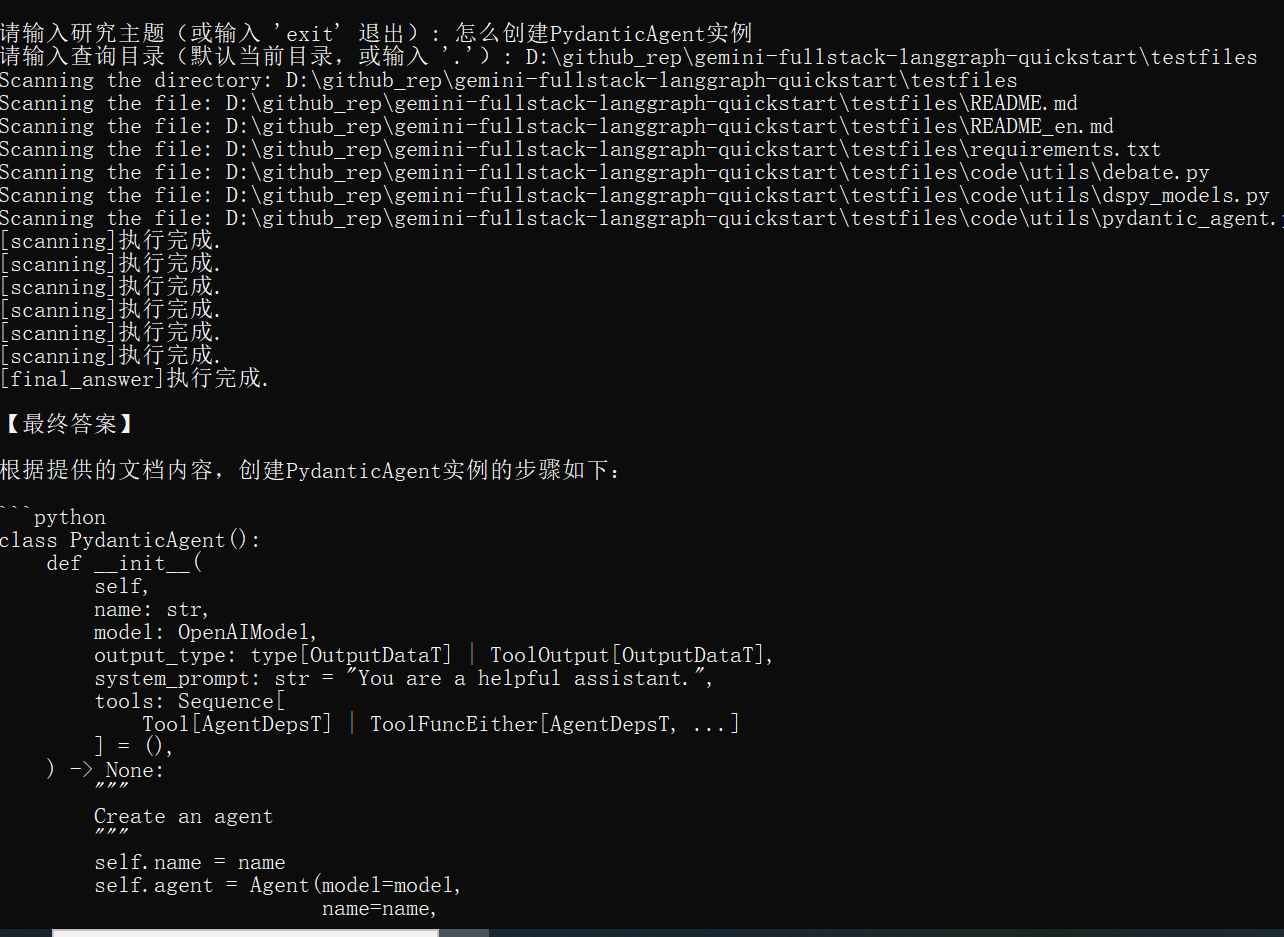 请输入研究主题（或输入 'exit' 退出）: 怎么创建PydanticAgent实例
请输入查询目录（默认当前目录，或输入 '.'）: D:\github_rep\gemini-fullstack-langgraph-quickstart\testfiles
Scanning the directory: D:\github_rep\gemini-fullstack-langgraph-quickstart\testfiles
Scanning the file: D:\github_rep\gemini-fullstack-langgraph-quickstart\testfiles\README.md
Scanning the file: D:\github_rep\gemini-fullstack-langgraph-quickstart\testfiles\README_en.md
Scanning the file: D:\github_rep\gemini-fullstack-langgraph-quickstart\testfiles\requirements.txt
Scanning the file: D:\github_rep\gemini-fullstack-langgraph-quickstart\testfiles\code\utils\debate.py
Scanning the file: D:\github_rep\gemini-fullstack-langgraph-quickstart\testfiles\code\utils\dspy_models.py
Scanning the file: D:\github_rep\gemini-fullstack-langgraph-quickstart\testfiles\code\utils\pydantic_agent.
[scanning]执行完成.
[scanning]执行完成.
[scanning]执行完成.
[scanning]执行完成.
[scanning]执行完成.
[scanning]执行完成.
[final_answer]执行完成.
【最终答案】
根据提供的文档内容，创建PydanticAgent实例的步骤如下：
```python
class PydanticAgent():
    def __init__(
        self,
        name: str,
        model: OpenAIModel,
        output_type: type[OutputDataT] | ToolOutput[OutputDataT],
        system_prompt: str = "You are a helpful assistant.",
        tools: Sequence[
            Tool[AgentDepsT] | ToolFuncEither[AgentDepsT, ...]
        ] = (),
    ) -> None:
        """
        Create an agent
        """
        self.name = name
        self.agent = Agent(model=model,
                           name=name,